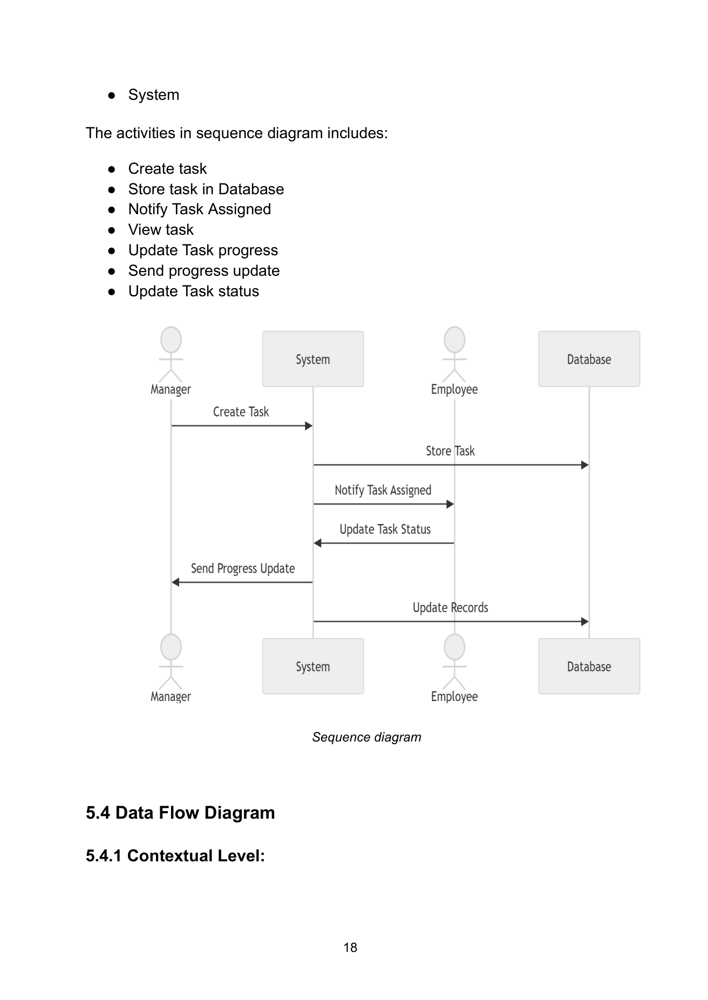 ● System
The activities in sequence diagram includes:
● Create task
● Store task in Database
● Notify Task Assigned
● View task
● Update Task progress
● Send progress update
● Update Task status
System
Database
Manager
Employee
Create Task
Store Task
Notify Task Assigned
Update Task Status
Send Progress Update
Update Records
System
Database
Manager
Employee
Sequence diagram
5.4 Data Flow Diagram
5.4.1 Contextual Level:
18